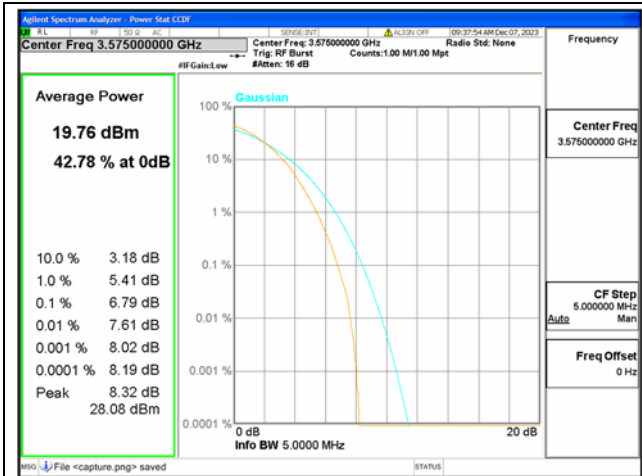 Agilent Spectrum Analyzer - Power Stat CCDF
RL RF 50 Ω AC SENSE:INT ALIGN OFF 09:37:54 AM Dec 07, 2023
Center Freq 3.575000000 GHz
Center Freq: 3.575000000 GHz Radio Std: None
Trig: RF Burst Counts:1.00 M/1.00 Mpt
#IFGain:Low #Atten: 16 dB
Frequency
Average Power
19.76 dBm
42.78 % at 0dB
10.0 % 3.18 dB
1.0 % 5.41 dB
0.1 % 6.79 dB
0.01 % 7.61 dB
0.001 % 8.02 dB
0.0001 % 8.19 dB
Peak 8.32 dB
28.08 dBm
Gaussian
100 %
10 %
1 %
0.1 %
0.01 %
0.001 %
0.0001 %
0 dB 20 dB
Info BW 5.0000 MHz
Center Freq
3.575000000 GHz
CF Step
5.000000 MHz
Auto Man
Freq Offset
0 Hz
MSG File <capture.png> saved STATUS